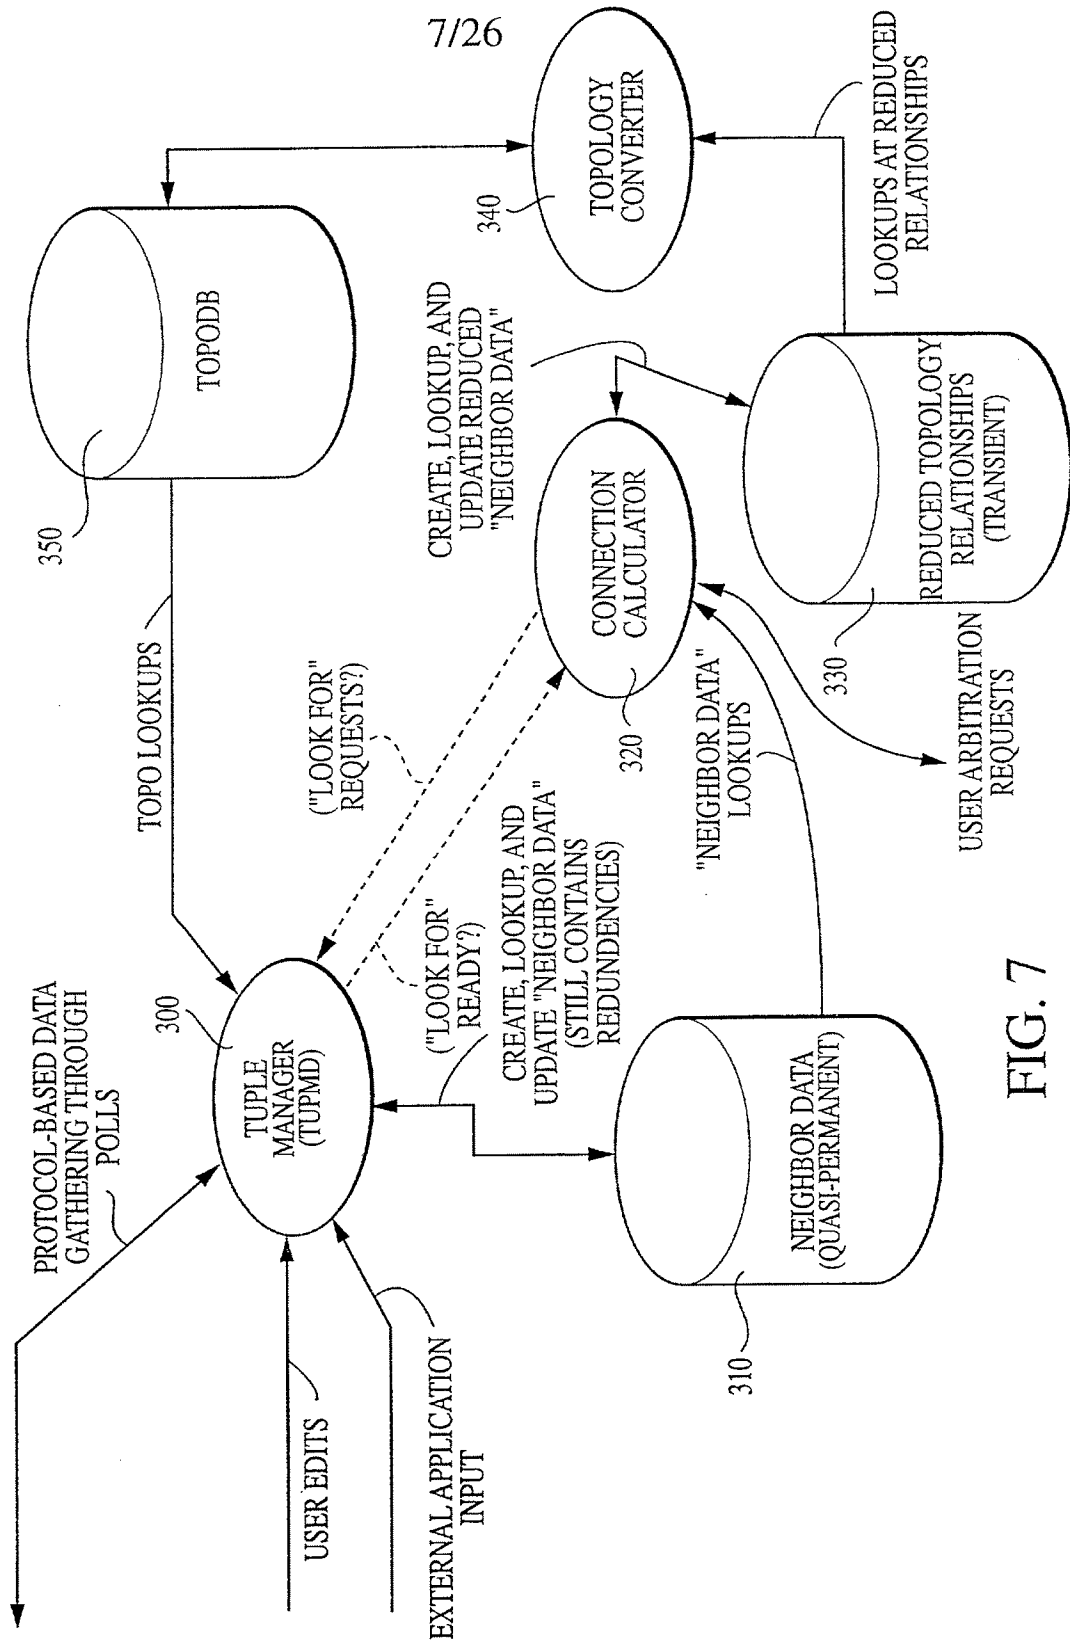 7/26
PROTOCOL-BASED DATA
GATHERING THROUGH
POLLS
USER EDITS
EXTERNAL APPLICATION
INPUT
300
TUPLE
MANAGER
(TUPMD)
TOPO LOOKUPS
350
TOPODB
("LOOK FOR"
REQUESTS?)
("LOOK FOR"
READY?)
CREATE, LOOKUP, AND
UPDATE "NEIGHBOR DATA"
(STILL CONTAINS
REDUNDENCIES)
310
NEIGHBOR DATA
(QUASI-PERMANENT)
"NEIGHBOR DATA"
LOOKUPS
320
CONNECTION
CALCULATOR
CREATE, LOOKUP, AND
UPDATE REDUCED
"NEIGHBOR DATA"
340
TOPOLOGY
CONVERTER
330
REDUCED TOPOLOGY
RELATIONSHIPS
(TRANSIENT)
LOOKUPS AT REDUCED
RELATIONSHIPS
USER ARBITRATION
REQUESTS
FIG. 7